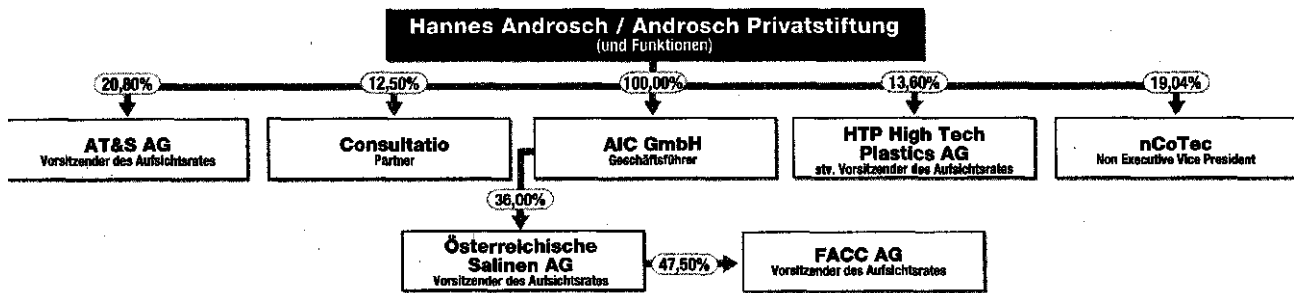 Hannes Androsch / Androsch Privatstiftung
(und Funktionen)
20,80%
12,50%
100,00%
13,60%
19,04%
AT&S AG
Vorsitzender des Aufsichtsrates
Consultatio
Partner
AIC GmbH
Geschäftsführer
HTP High Tech
Plastics AG
stv. Vorsitzender des Aufsichtsrates
nCoTec
Non Executive Vice President
36,00%
Österreichische
Salinen AG
Vorsitzender des Aufsichtsrates
47,50%
FACC AG
Vorsitzender des Aufsichtsrates